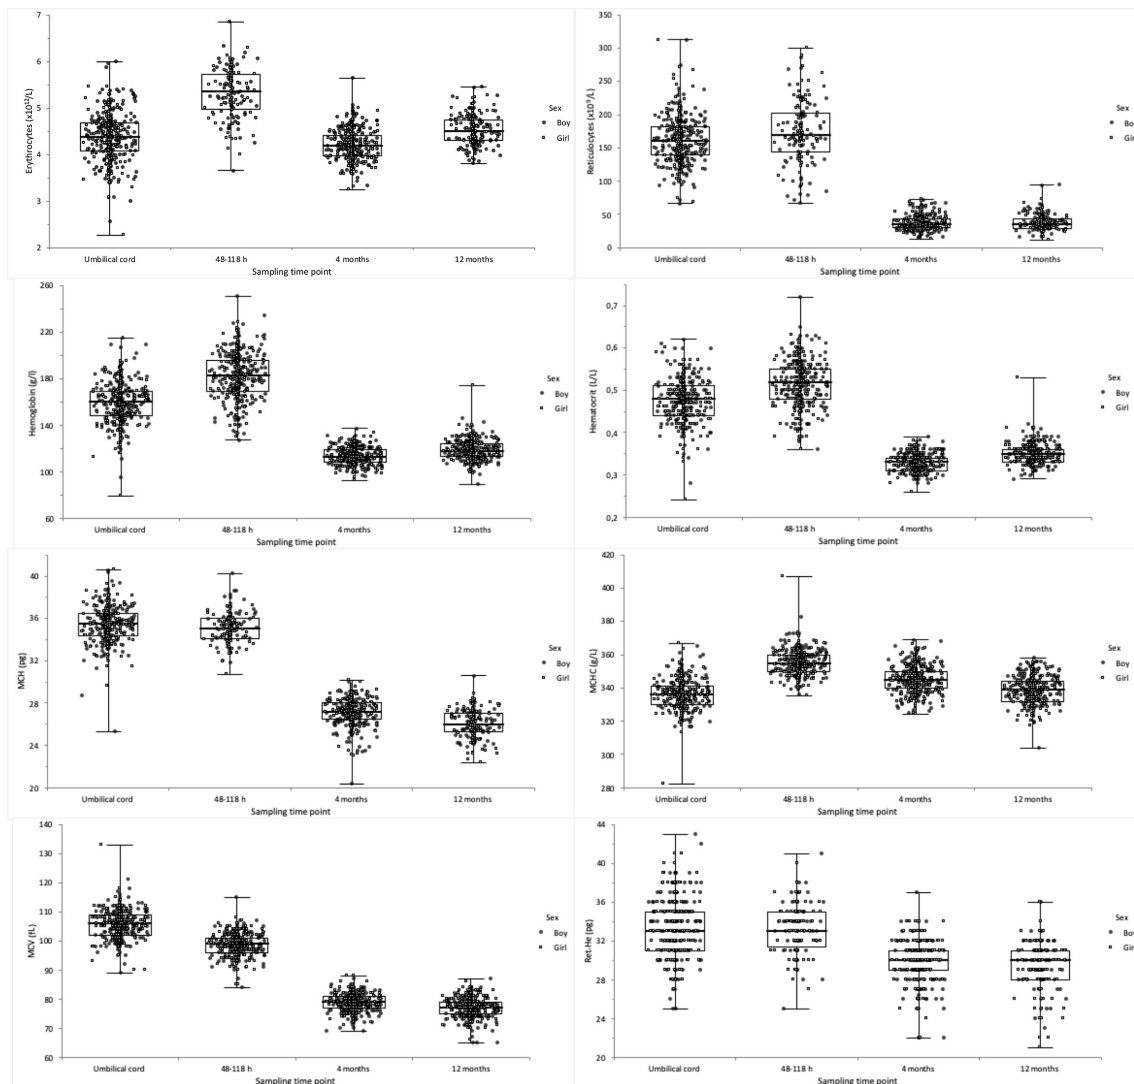 Erythrocytes (x10¹²/L)
7
6
5
4
3
2
Umbilical cord 48-118 h 4 months 12 months
Sampling time point
Sex
Boy
Girl
Reticulocytes (x10⁹/L)
350
300
250
200
150
100
50
0
Umbilical cord 48-118 h 4 months 12 months
Sampling time point
Sex
Boy
Girl
Hemoglobin (g/l)
260
220
180
140
100
60
Umbilical cord 48-118 h 4 months 12 months
Sampling time point
Sex
Boy
Girl
Hematocrit (L/L)
0,7
0,6
0,5
0,4
0,3
0,2
Umbilical cord 48-118 h 4 months 12 months
Sampling time point
Sex
Boy
Girl
MCH (pg)
40
36
32
28
24
20
Umbilical cord 48-118 h 4 months 12 months
Sampling time point
Sex
Boy
Girl
MCHC (g/L)
420
400
380
360
340
320
300
280
Umbilical cord 48-118 h 4 months 12 months
Sampling time point
Sex
Boy
Girl
MCV (fL)
140
130
120
110
100
90
80
70
60
Umbilical cord 48-118 h 4 months 12 months
Sampling time point
Sex
Boy
Girl
Ret-He (pg)
44
40
36
32
28
24
20
Umbilical cord 48-118 h 4 months 12 months
Sampling time point
Sex
Boy
Girl